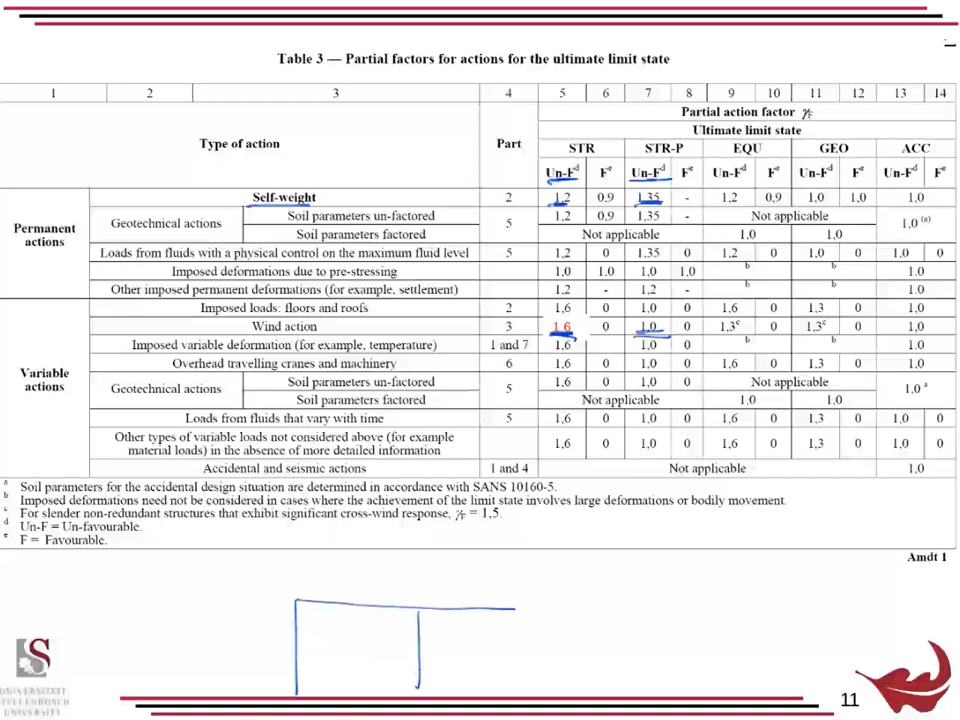 Table 3 — Partial factors for actions for the ultimate limit state
1 2 3 4 5 6 7 8 9 10 11 12 13 14
Type of action Part Partial action factor γF
Ultimate limit state
STR STR-P EQU GEO ACC
Un-Fd Fe Un-Fd Fe Un-Fd Fe Un-Fd Fe Un-Fd Fe
Permanent actions
Self-weight 2 1,2 0,9 1,35 - 1,2 0,9 1,0 1,0 1,0
Geotechnical actions Soil parameters un-factored 5 1,2 0,9 1,35 - Not applicable 1,0 (a)
Soil parameters factored Not applicable 1,0 1,0
Loads from fluids with a physical control on the maximum fluid level 5 1,2 0 1.35 0 1,2 0 1,0 0 1,0 0
Imposed deformations due to pre-stressing 1,0 1.0 1,0 1,0 b b 1.0
Other imposed permanent deformations (for example, settlement) 1,2 - 1,2 - b b 1.0
Variable actions
Imposed loads: floors and roofs 2 1,6 0 1,0 0 1,6 0 1,3 0 1,0
Wind action 3 1,6 0 1,0 0 1,3c 0 1,3c 0 1,0
Imposed variable deformation (for example, temperature) 1 and 7 1,6 1,0 0 b b 1.0
Overhead travelling cranes and machinery 6 1,6 0 1,0 0 1,6 0 1,3 0 1,0
Geotechnical actions Soil parameters un-factored 5 1,6 0 1,0 0 Not applicable 1,0 a
Soil parameters factored Not applicable 1,0 1,0
Loads from fluids that vary with time 5 1,6 0 1,0 0 1,6 0 1,3 0 1,0 0
Other types of variable loads not considered above (for example
material loads) in the absence of more detailed information 1,6 0 1,0 0 1,6 0 1,3 0 1,0 0
Accidental and seismic actions 1 and 4 Not applicable 1,0
a Soil parameters for the accidental design situation are determined in accordance with SANS 10160-5.
b Imposed deformations need not be considered in cases where the achievement of the limit state involves large deformations or bodily movement.
c For slender non-redundant structures that exhibit significant cross-wind response, γF = 1,5.
d Un-F = Un-favourable.
e F = Favourable.
Amdt 1
UNIVERSITY
11